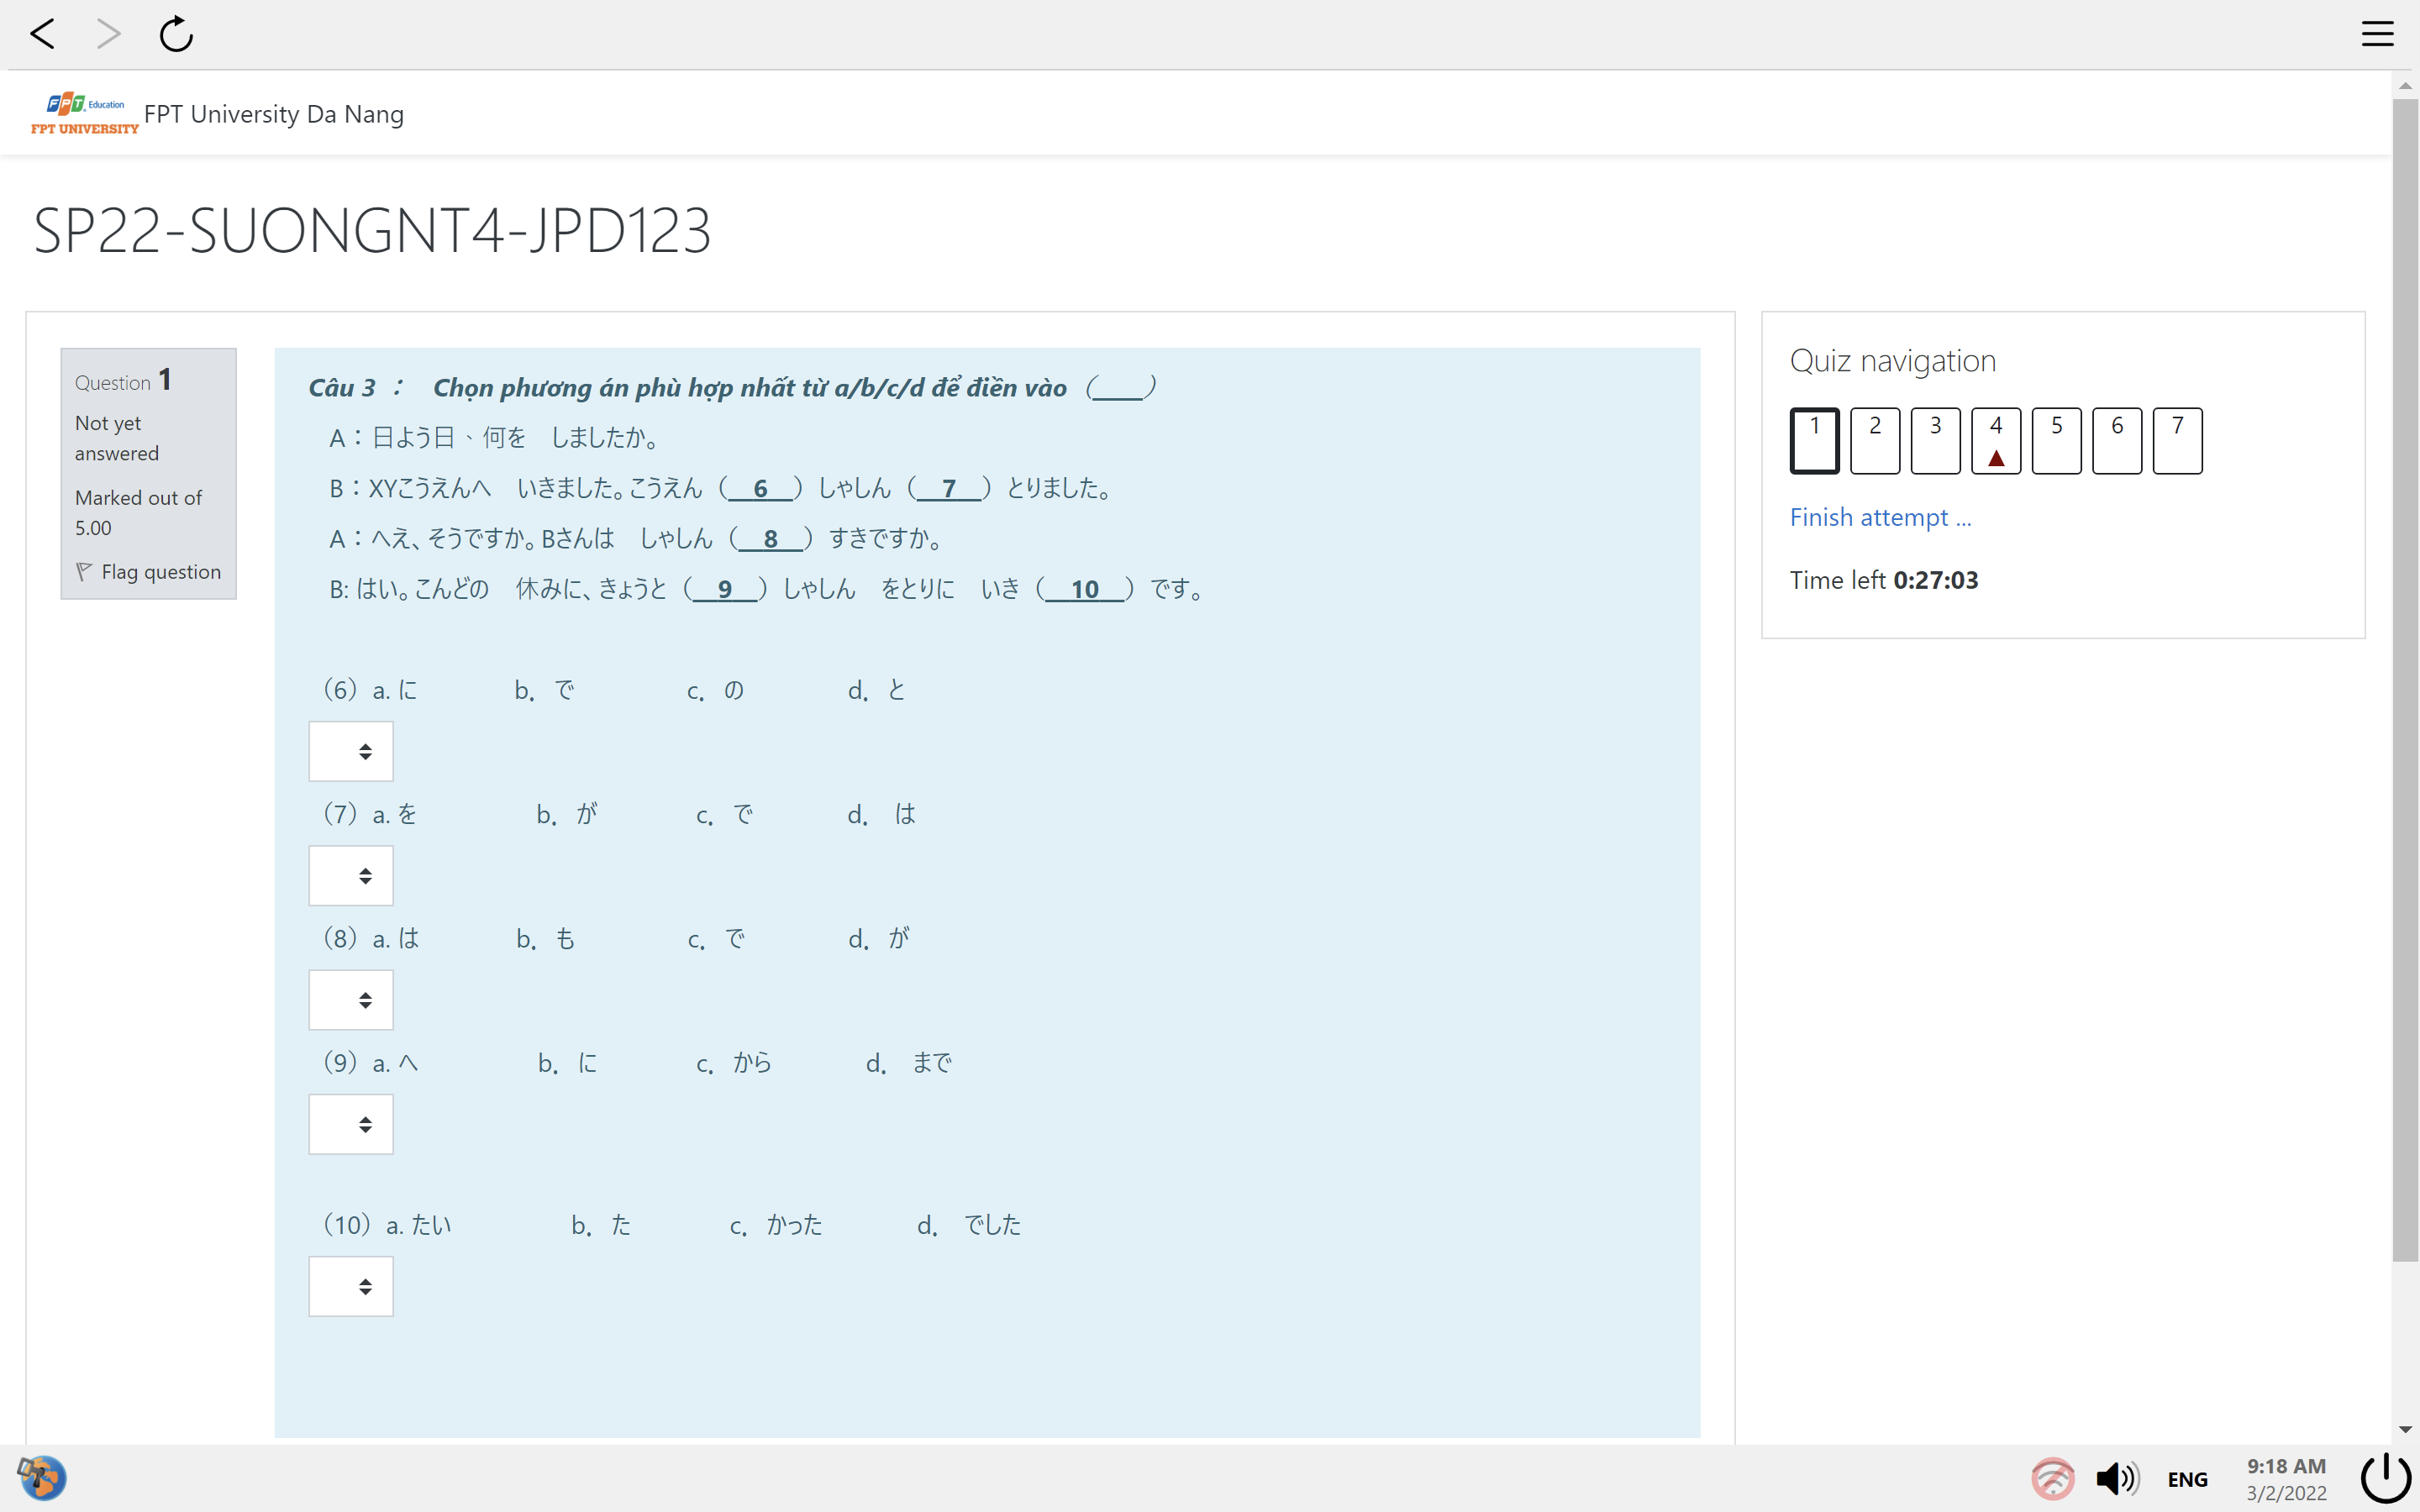 FPT Education
FPT UNIVERSITY
FPT University Da Nang
SP22-SUONGNT4-JPD123
Question 1
Not yet
answered
Marked out of
5.00
Flag question
Câu 3 ： Chọn phương án phù hợp nhất từ a/b/c/d để điền vào （____）
A：日よう日、何を　しましたか。
B：XYこうえんへ　いきました。こうえん（__6__）しゃしん（__7__）とりました。
A：へえ、そうですか。Bさんは　しゃしん（__8__）すきですか。
B: はい。こんどの　休みに、きょうと（__9__）しゃしん　をとりに　いき（__10__）です。
（6）a. に b．で c．の d．と
（7）a. を b．が c．で d．は
（8）a. は b．も c．で d．が
（9）a. へ b．に c．から d．まで
（10）a. たい b．た c．かった d．でした
Quiz navigation
1 2 3 4 5 6 7
Finish attempt ...
Time left 0:27:03
ENG
9:18 AM
3/2/2022